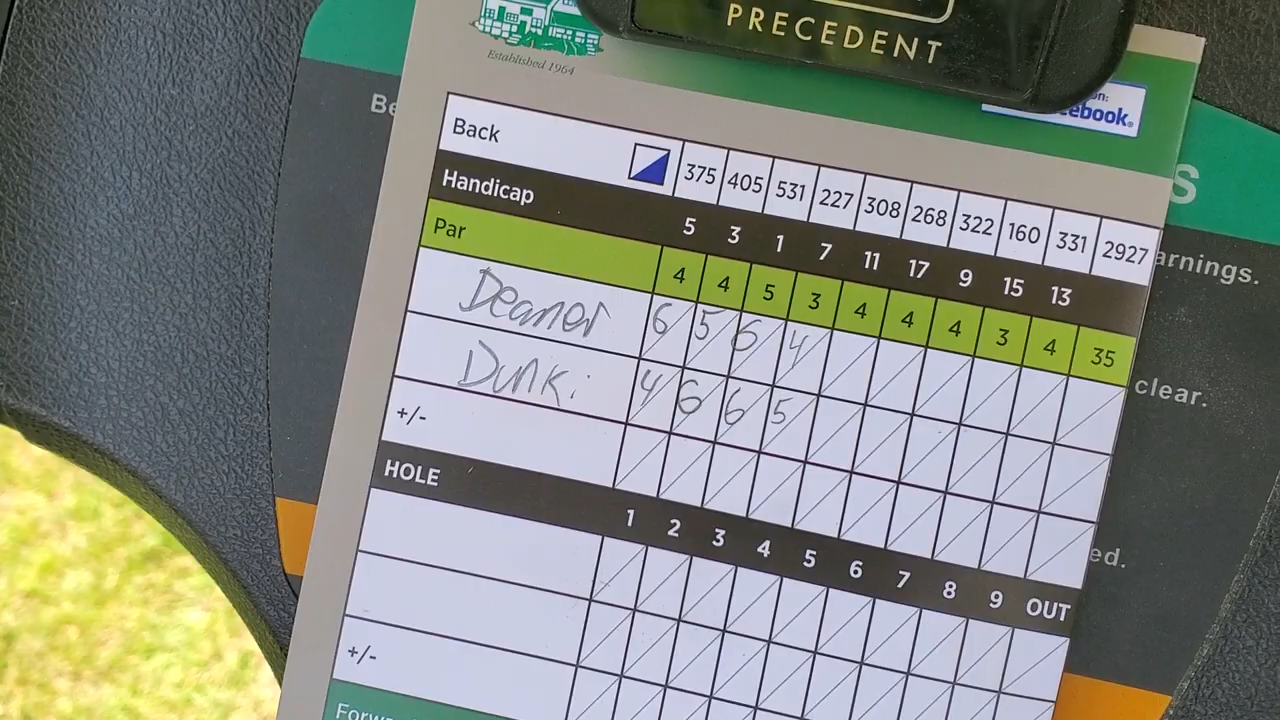 PRECEDENT
Established 1964
on:
cebook.
Be
S
Back 375 405 531 227 308 268 322 160 331 2927
Handicap 5 3 1 7 11 17 9 15 13
arnings.
Par 4 4 5 3 4 4 4 3 4 35
Deaner 6 5 6 4
clear.
Dunk: 4 6 6 5
+/-
HOLE 1 2 3 4 5 6 7 8 9 OUT
ed.
+/-
Forw